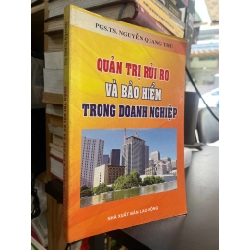 PGS.TS. NGUYỄN QUANG THU
QUẢN TRỊ RỦI RO
VÀ BẢO HIỂM
TRONG DOANH NGHIỆP
NHÀ XUẤT BẢN LAO ĐỘNG